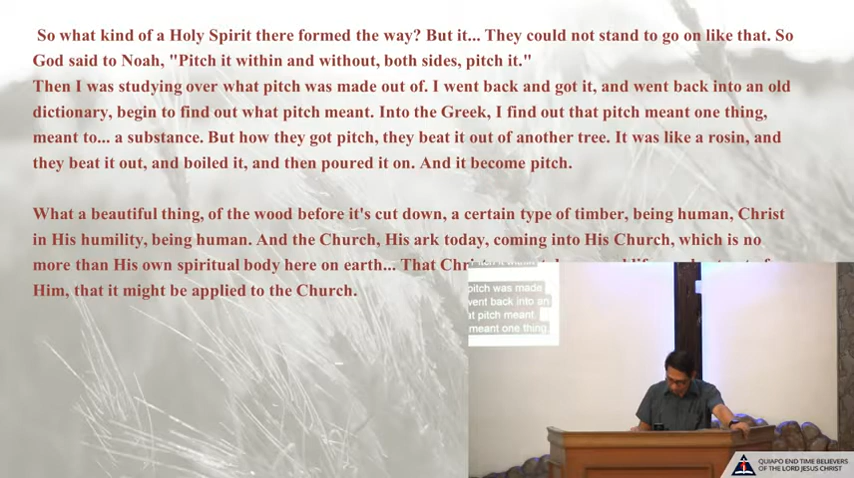 So what kind of a Holy Spirit there formed the way? But it... They could not stand to go on like that. So
God said to Noah, "Pitch it within and without, both sides, pitch it."
Then I was studying over what pitch was made out of. I went back and got it, and went back into an old
dictionary, begin to find out what pitch meant. Into the Greek, I find out that pitch meant one thing,
meant to... a substance. But how they got pitch, they beat it out of another tree. It was like a rosin, and
they beat it out, and boiled it, and then poured it on. And it become pitch.
What a beautiful thing, of the wood before it's cut down, a certain type of timber, being human, Christ
in His humility, being human. And the Church, His ark today, coming into His Church, which is no
more than His own spiritual body here on earth... That
Him, that it might be applied to the Church.
pitch was made
went back into an
at pitch meant.
meant one thing,
QUIAPO END TIME BELIEVERS
OF THE LORD JESUS CHRIST